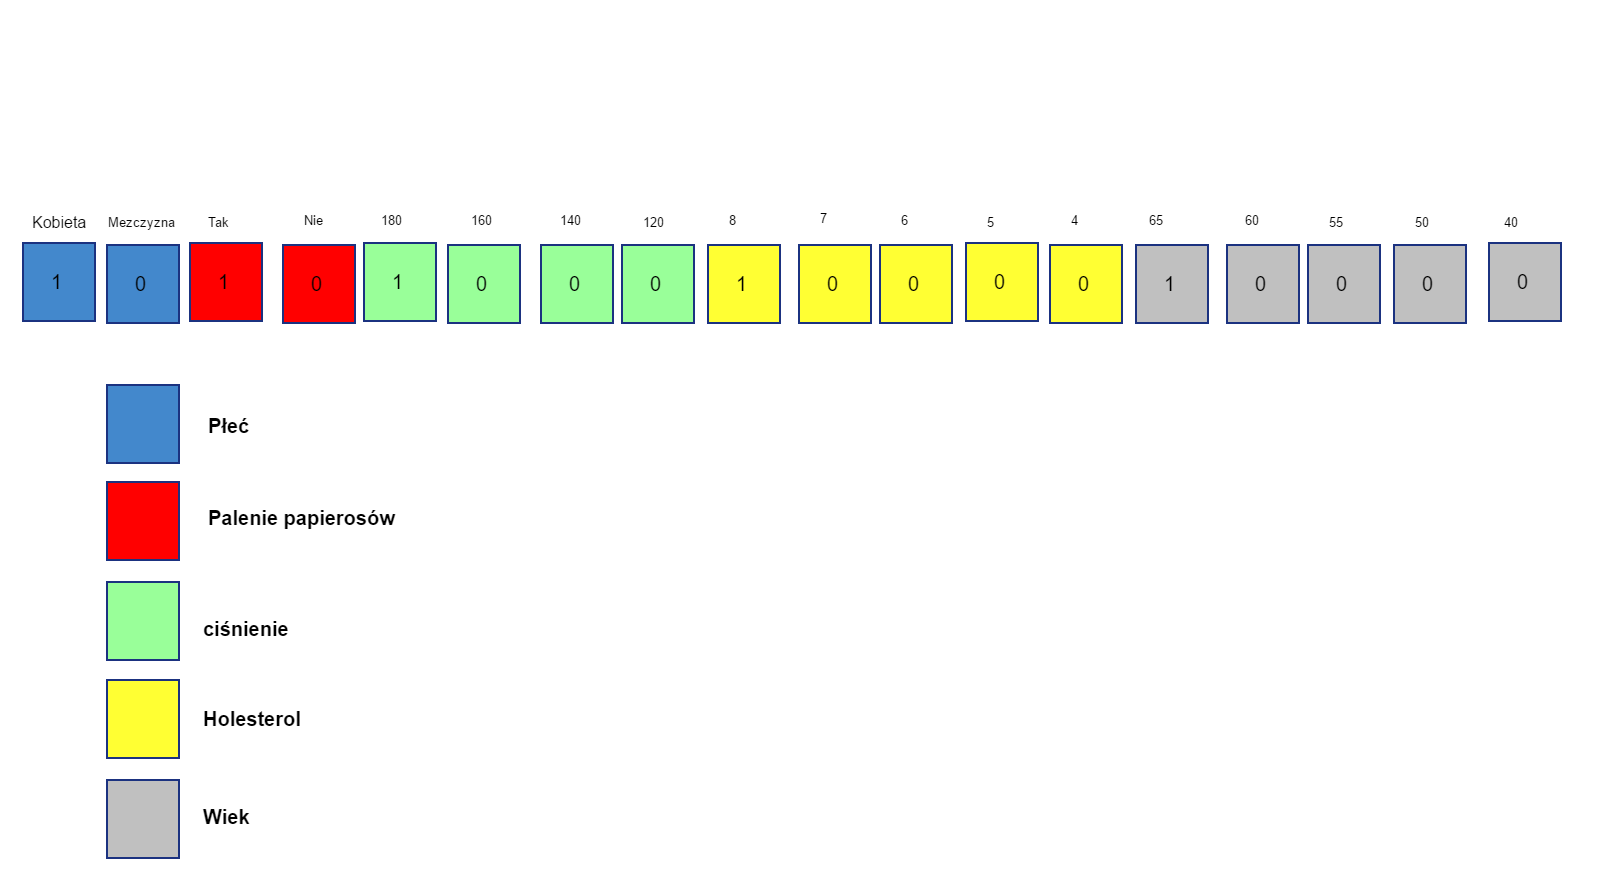 Kobieta Mezczyzna Tak Nie 180 160 140 120 8 7 6 5 4 65 60 55 50 40
1 0 1 0 1 0 0 0 1 0 0 0 0 1 0 0 0 0
Płeć
Palenie papierosów
ciśnienie
Holesterol
Wiek